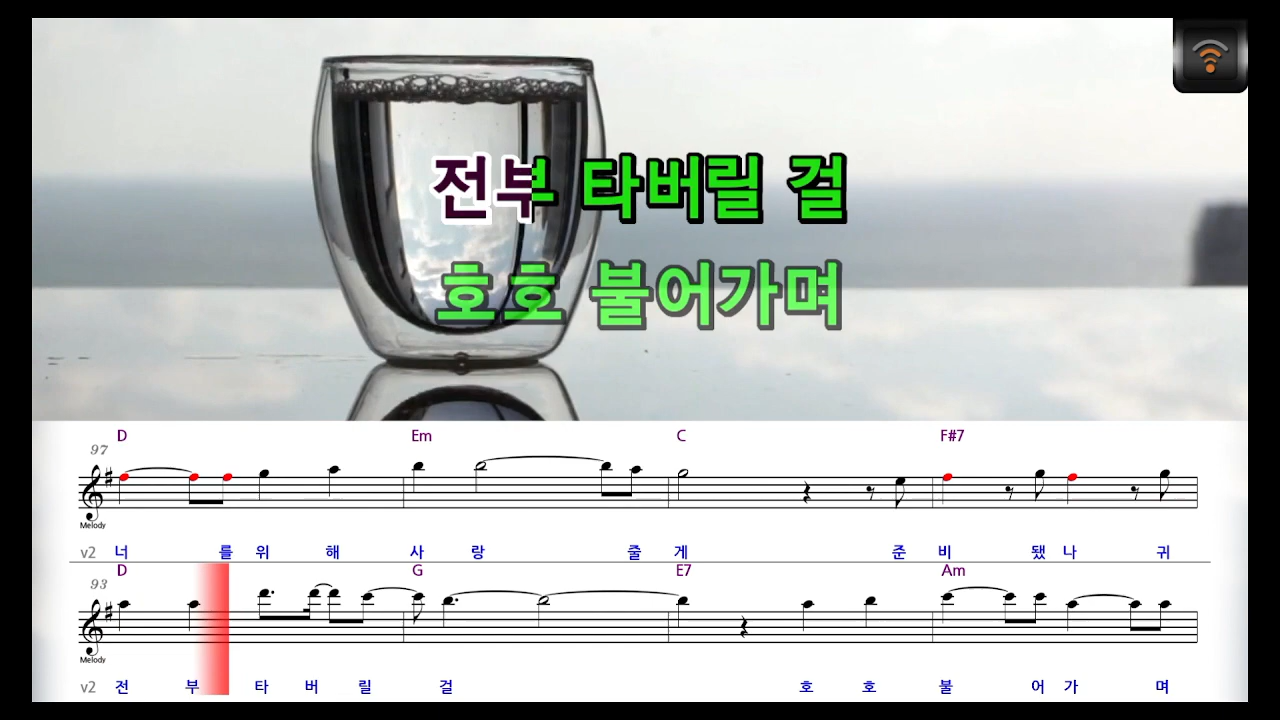 전부 타버릴 걸
호호 불어가며
D Em C F#7
97
Melody
v2 너 를 위 해 사 랑 줄 게 준 비 됐 나 귀
D G E7 Am
93
Melody
v2 전 부 타 버 릴 걸 호 호 불 어 가 며